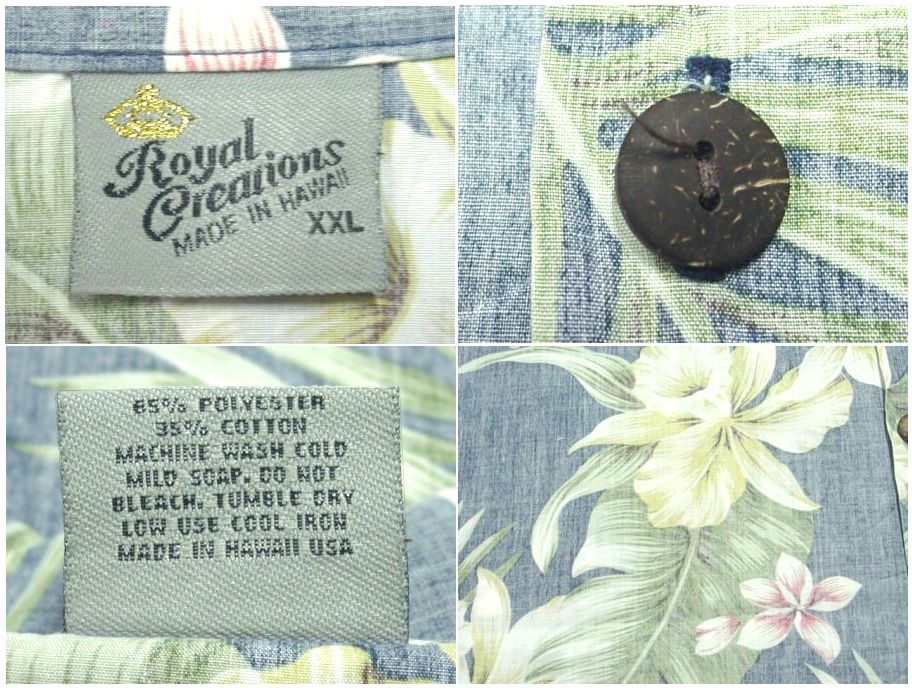 Royal
Creations
MADE IN HAWAII
XXL
65% POLYESTER
35% COTTON
MACHINE WASH COLD
MILD SOAP. DO NOT
BLEACH. TUMBLE DRY
LOW USE COOL IRON
MADE IN HAWAII USA